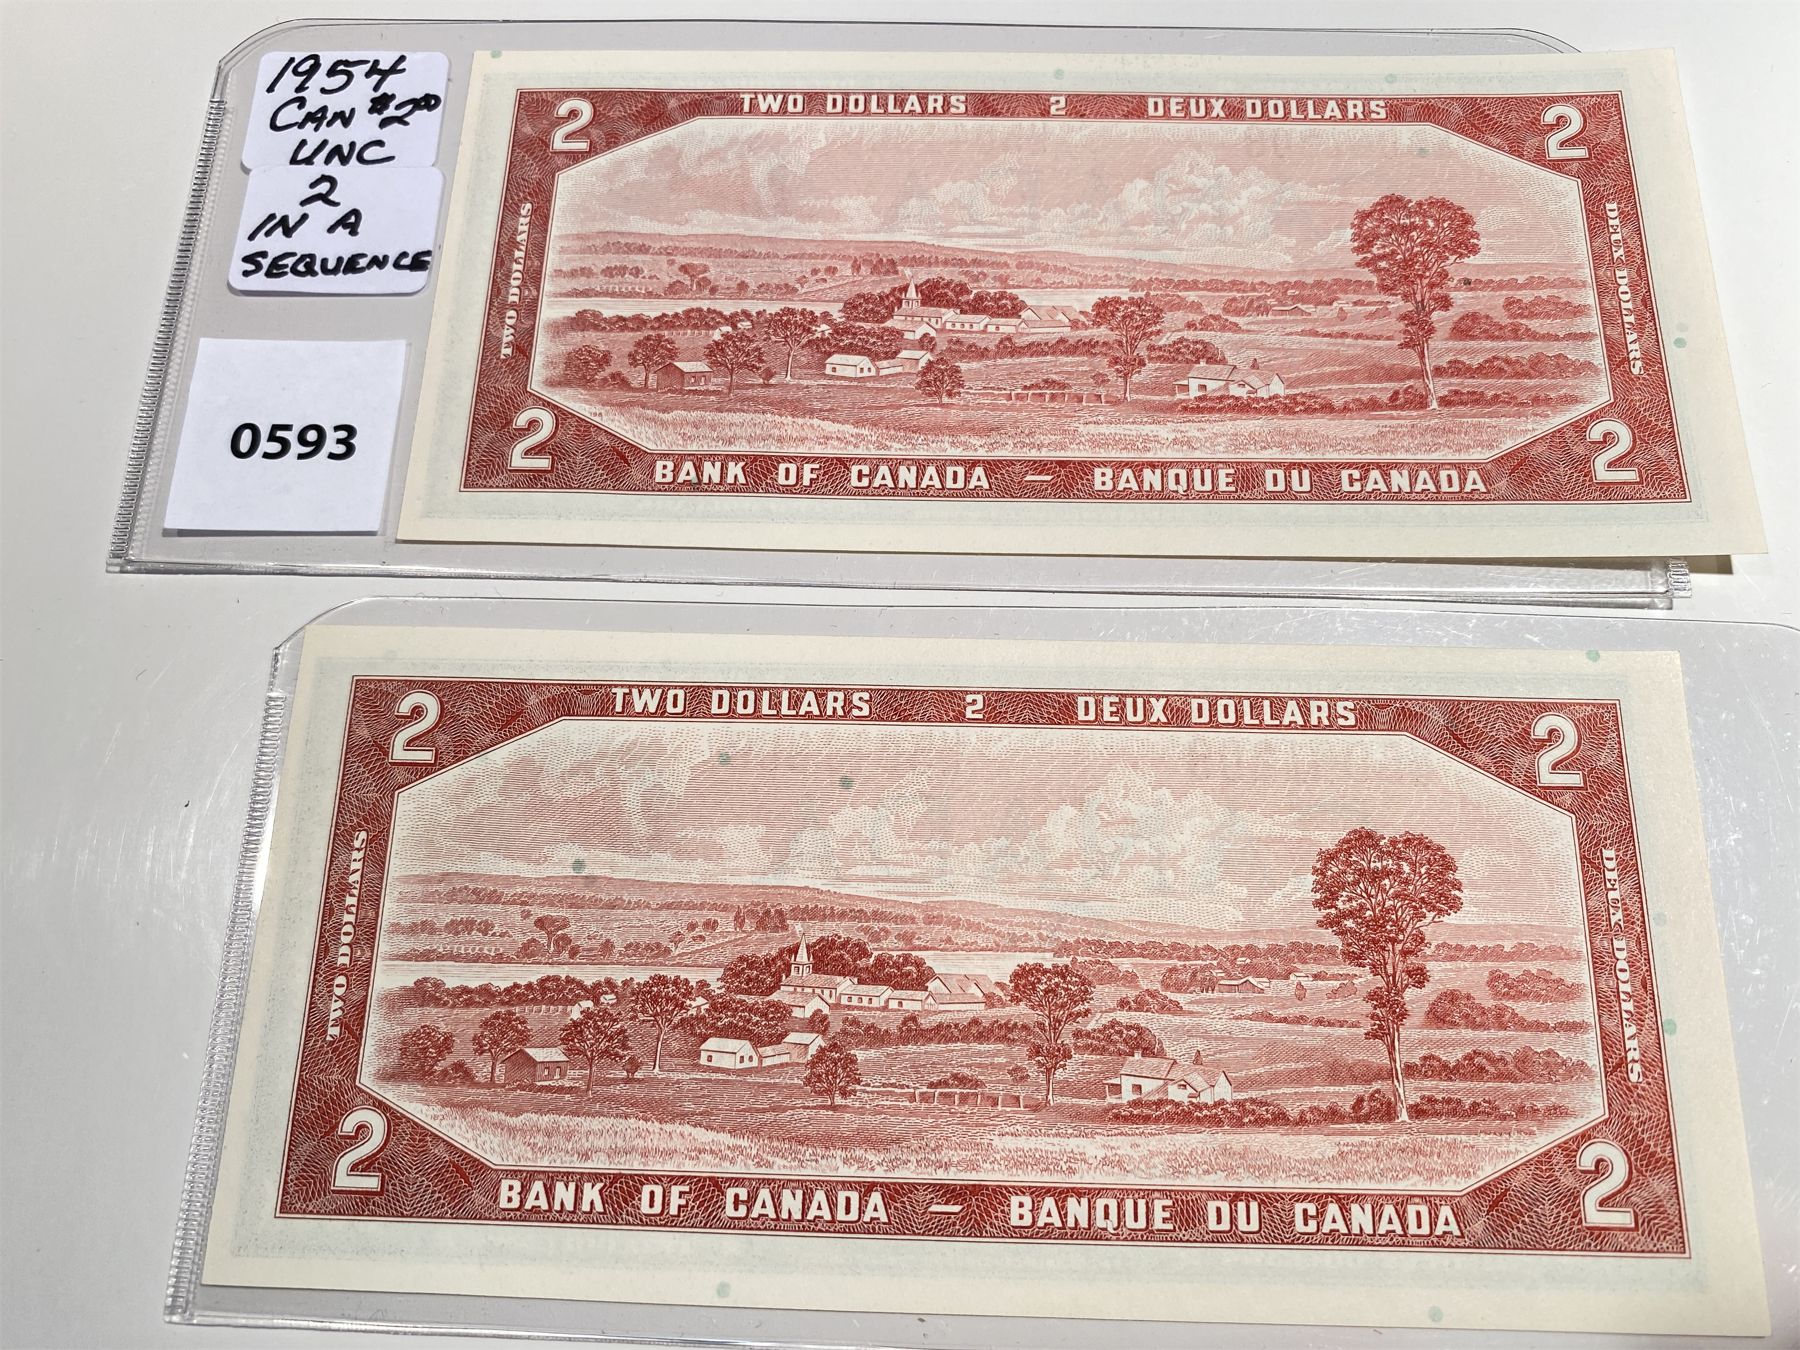 1954
CAN $2.00
UNC
2
IN A
SEQUENCE
0593
2 TWO DOLLARS 2 DEUX DOLLARS 2
TWO DOLLARS
DEUX DOLLARS
2 BANK OF CANADA — BANQUE DU CANADA 2
2 TWO DOLLARS 2 DEUX DOLLARS 2
TWO DOLLARS
DEUX DOLLARS
2 BANK OF CANADA — BANQUE DU CANADA 2